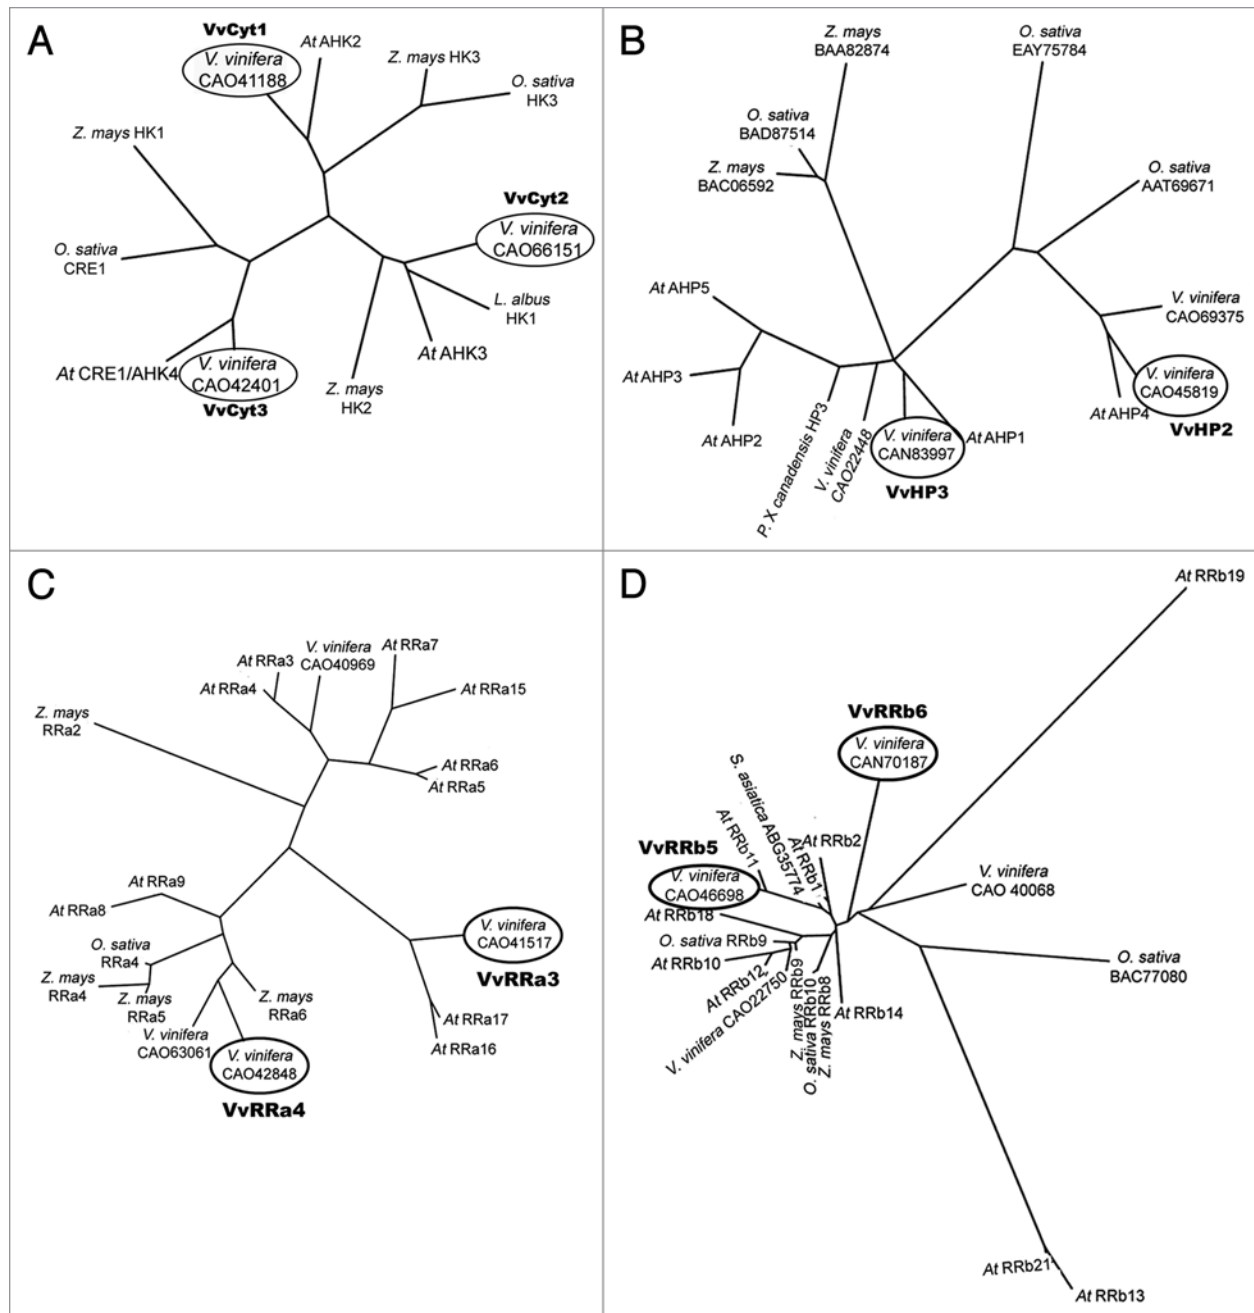 A
VvCyt1
V. vinifera
CAO41188
At AHK2
Z. mays HK3
O. sativa
HK3
Z. mays HK1
VvCyt2
V. vinifera
CAO66151
O. sativa
CRE1
L. albus
HK1
At AHK3
At CRE1/AHK4
V. vinifera
CAO42401
VvCyt3
Z. mays
HK2
B
Z. mays
BAA82874
O. sativa
EAY75784
O. sativa
BAD87514
Z. mays
BAC06592
O. sativa
AAT69671
At AHP5
V. vinifera
CAO69375
At AHP3
V. vinifera
CAO45819
At AHP4
VvHP2
At AHP2
P. X canadensis HP3
V. vinifera
CAO22448
V. vinifera
CAN83997
VvHP3
At AHP1
C
V. vinifera
CAO40969
At RRa7
At RRa3
At RRa4
At RRa15
Z. mays
RRa2
At RRa6
At RRa5
At RRa9
At RRa8
O. sativa
RRa4
Z. mays
RRa4
Z. mays
RRa5
Z. mays
RRa6
V. vinifera
CAO63061
V. vinifera
CAO42848
VvRRa4
V. vinifera
CAO41517
VvRRa3
At RRa17
At RRa16
D
At RRb19
VvRRb6
V. vinifera
CAN70187
S. asiatica ABG35774
At RRb11
At RRb1
At RRb2
VvRRb5
V. vinifera
CAO46698
V. vinifera
CAO 40068
At RRb18
O. sativa RRb9
At RRb10
At RRb12
V. vinifera CAO22750
Z. mays RRb9
O. sativa RRb10
Z. mays RRb8
At RRb14
O. sativa
BAC77080
At RRb21
At RRb13